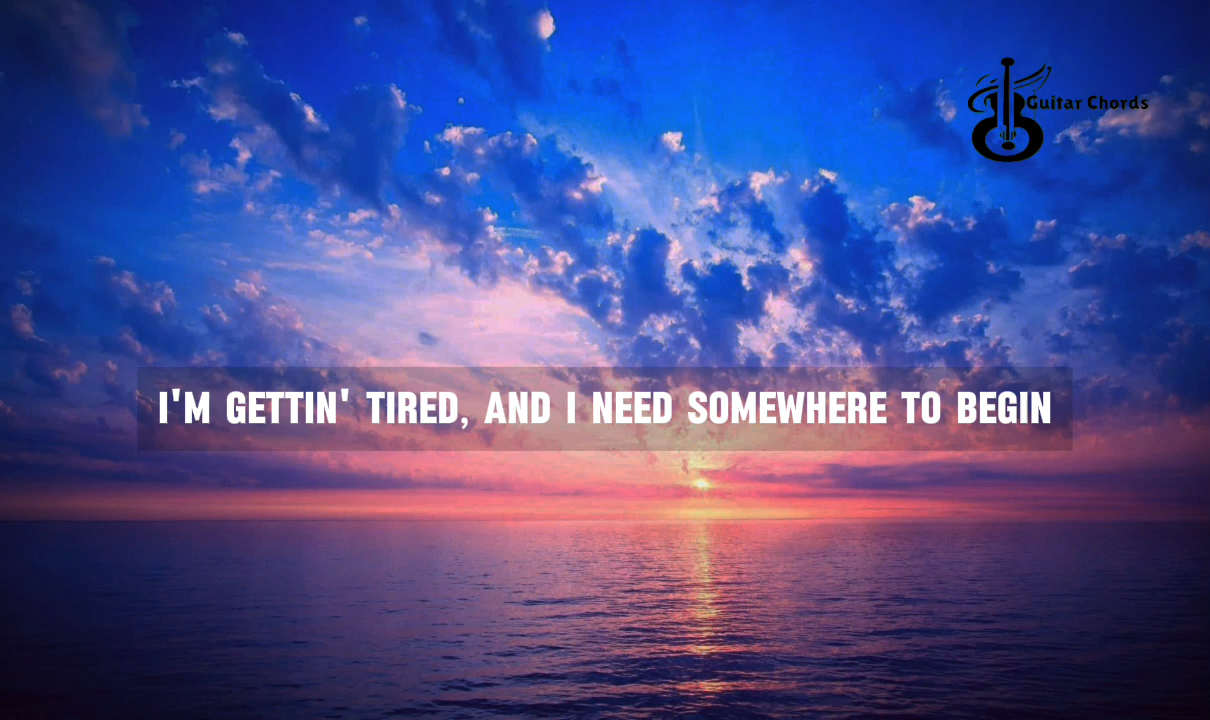 Guitar Chords
I'M GETTIN' TIRED, AND I NEED SOMEWHERE TO BEGIN